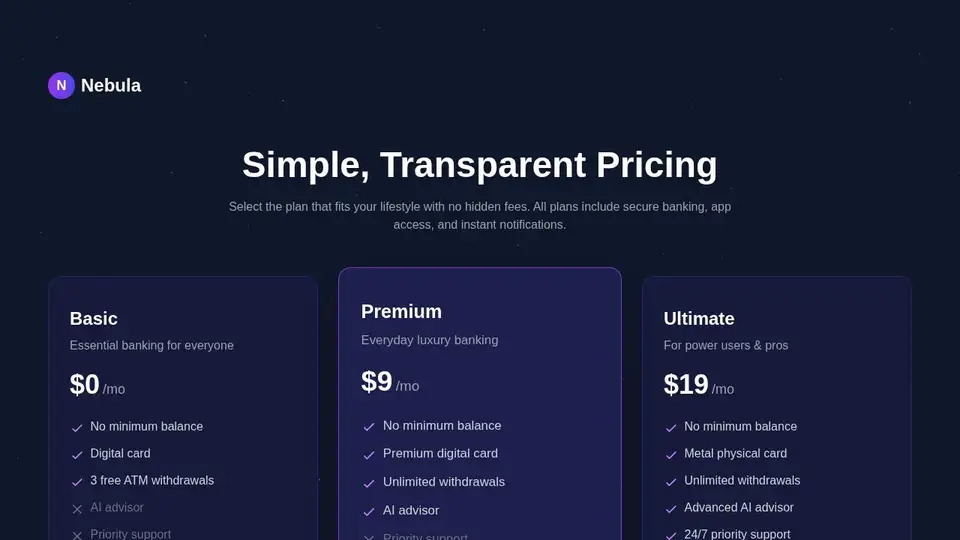 N Nebula
Simple, Transparent Pricing
Select the plan that fits your lifestyle with no hidden fees. All plans include secure banking, app
access, and instant notifications.
Basic
Essential banking for everyone
$0 /mo
No minimum balance
Digital card
3 free ATM withdrawals
AI advisor
Priority support
Premium
Everyday luxury banking
$9 /mo
No minimum balance
Premium digital card
Unlimited withdrawals
AI advisor
Priority support
Ultimate
For power users & pros
$19 /mo
No minimum balance
Metal physical card
Unlimited withdrawals
Advanced AI advisor
24/7 priority support